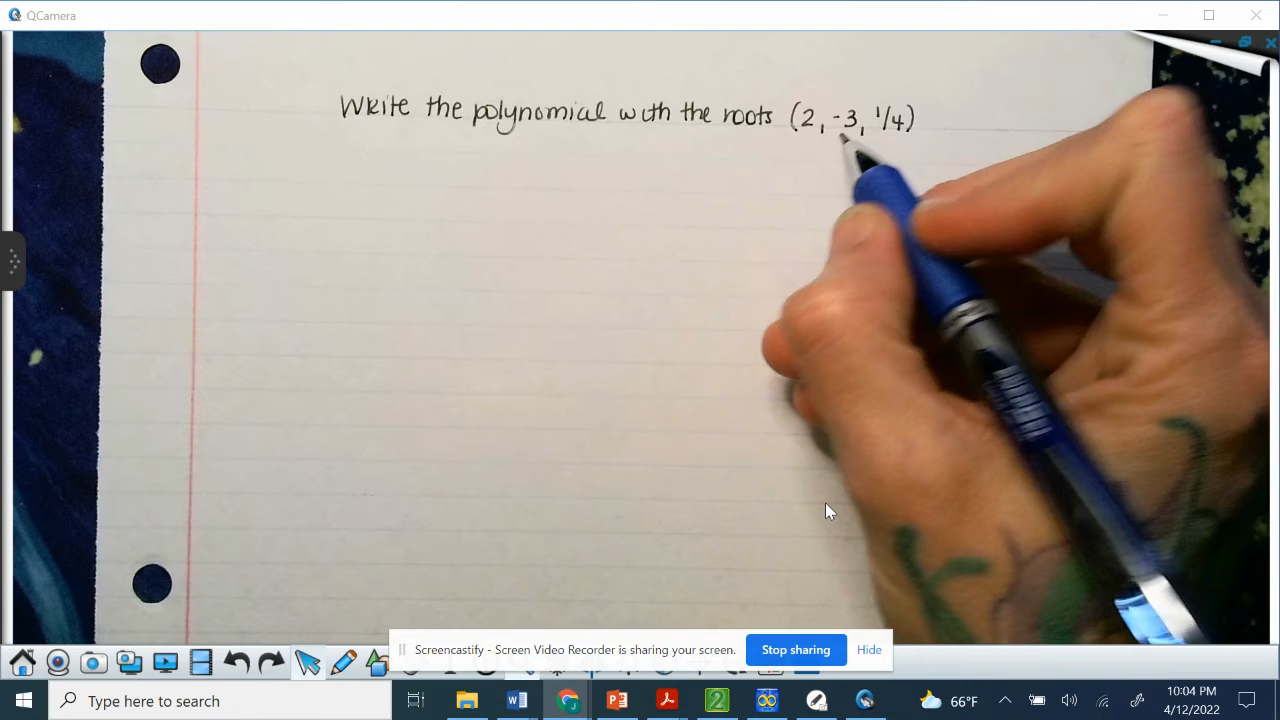 QCamera
Write the polynomial with the roots (2, -3, 1/4)
Screencastify - Screen Video Recorder is sharing your screen.
Stop sharing
Hide
Type here to search
66°F
10:04 PM
4/12/2022